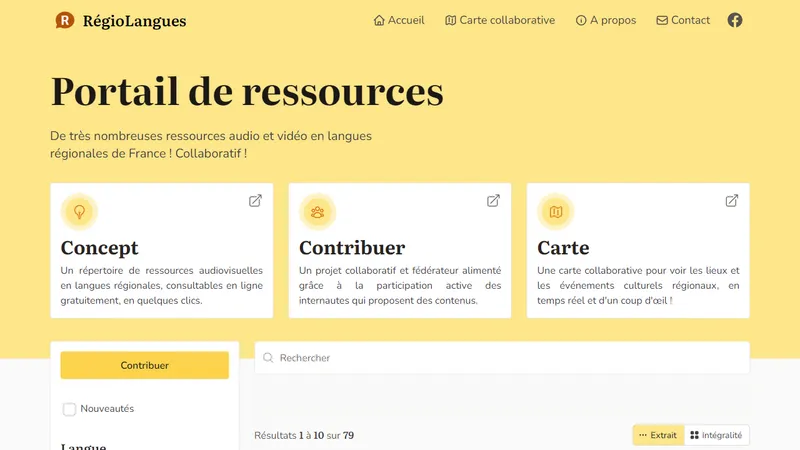 R RégioLangues
Accueil Carte collaborative A propos Contact
Portail de ressources
De très nombreuses ressources audio et vidéo en langues
régionales de France ! Collaboratif !
Concept
Un répertoire de ressources audiovisuelles
en langues régionales, consultables en ligne
gratuitement, en quelques clics.
Contribuer
Un projet collaboratif et fédérateur alimenté
grâce à la participation active des
internautes qui proposent des contenus.
Carte
Une carte collaborative pour voir les lieux et
les événements culturels régionaux, en
temps réel et d'un coup d'œil !
Contribuer
Rechercher
Nouveautés
Résultats 1 à 10 sur 79
Extrait Intégralité
Langue